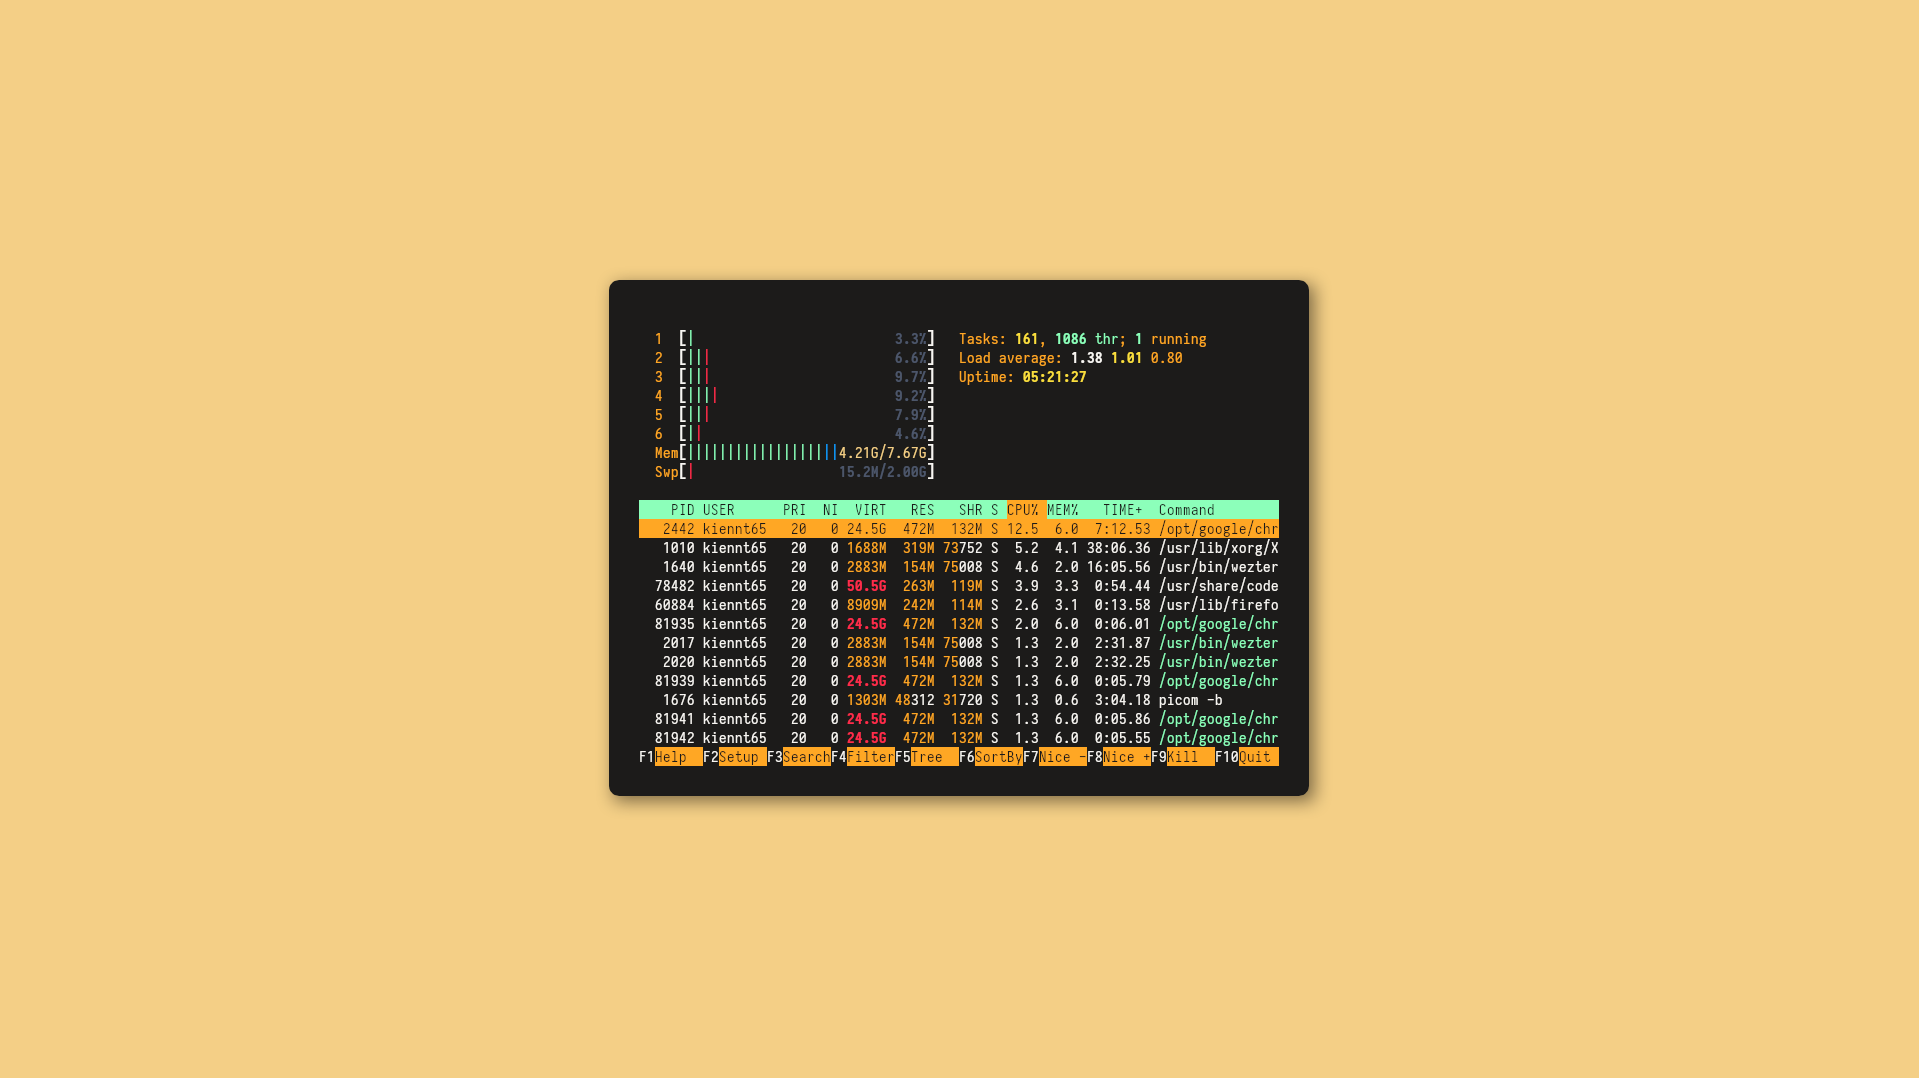 1 [| 3.3%] Tasks: 161, 1086 thr; 1 running
2 [||| 6.6%] Load average: 1.38 1.01 0.80
3 [||| 9.7%] Uptime: 05:21:27
4 [|||| 9.2%]
5 [||| 7.9%]
6 [|| 4.6%]
Mem[|||||||||||||||||||4.21G/7.67G]
Swp[| 15.2M/2.00G]
PID USER PRI NI VIRT RES SHR S CPU% MEM% TIME+ Command
2442 kiennt65 20 0 24.5G 472M 132M S 12.5 6.0 7:12.53 /opt/google/chr
1010 kiennt65 20 0 1688M 319M 73752 S 5.2 4.1 38:06.36 /usr/lib/xorg/X
1640 kiennt65 20 0 2883M 154M 75008 S 4.6 2.0 16:05.56 /usr/bin/wezter
78482 kiennt65 20 0 50.5G 263M 119M S 3.9 3.3 0:54.44 /usr/share/code
60884 kiennt65 20 0 8909M 242M 114M S 2.6 3.1 0:13.58 /usr/lib/firefo
81935 kiennt65 20 0 24.5G 472M 132M S 2.0 6.0 0:06.01 /opt/google/chr
2017 kiennt65 20 0 2883M 154M 75008 S 1.3 2.0 2:31.87 /usr/bin/wezter
2020 kiennt65 20 0 2883M 154M 75008 S 1.3 2.0 2:32.25 /usr/bin/wezter
81939 kiennt65 20 0 24.5G 472M 132M S 1.3 6.0 0:05.79 /opt/google/chr
1676 kiennt65 20 0 1303M 48312 31720 S 1.3 0.6 3:04.18 picom -b
81941 kiennt65 20 0 24.5G 472M 132M S 1.3 6.0 0:05.86 /opt/google/chr
81942 kiennt65 20 0 24.5G 472M 132M S 1.3 6.0 0:05.55 /opt/google/chr
F1Help F2Setup F3SearchF4FilterF5Tree F6SortByF7Nice -F8Nice +F9Kill F10Quit